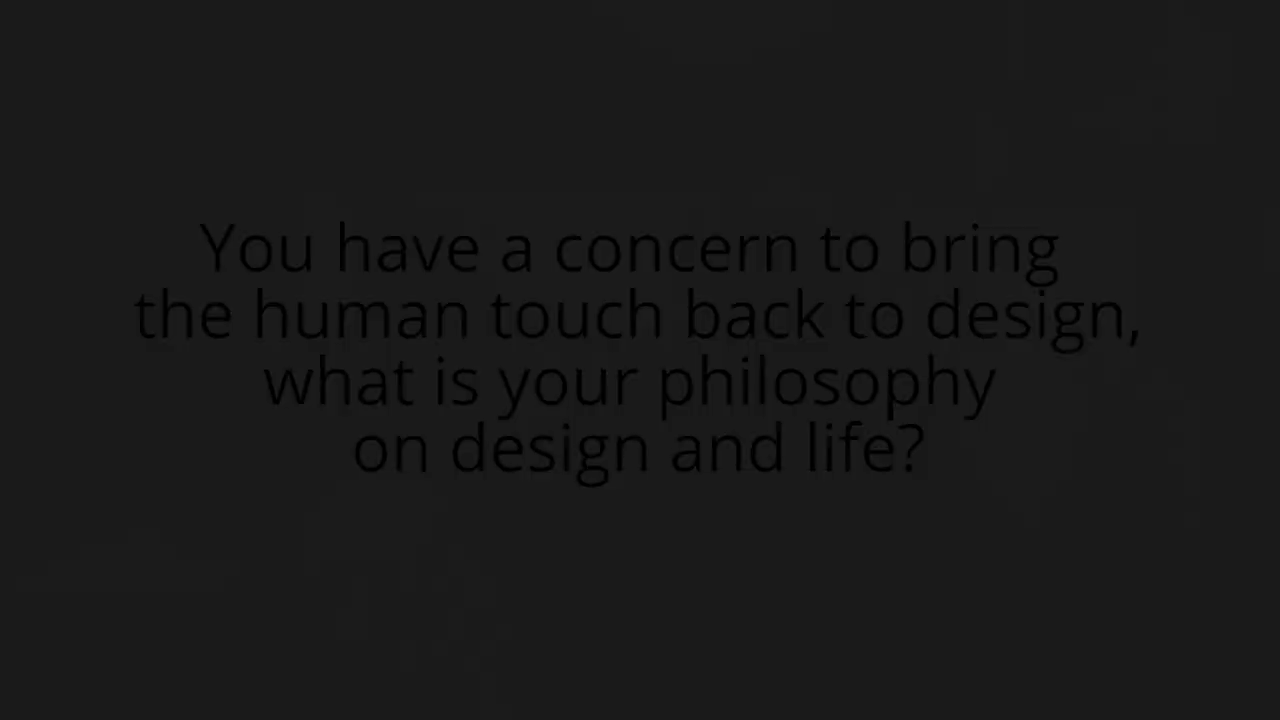 You have a concern to bring
the human touch back to design,
what is your philosophy
on design and life?